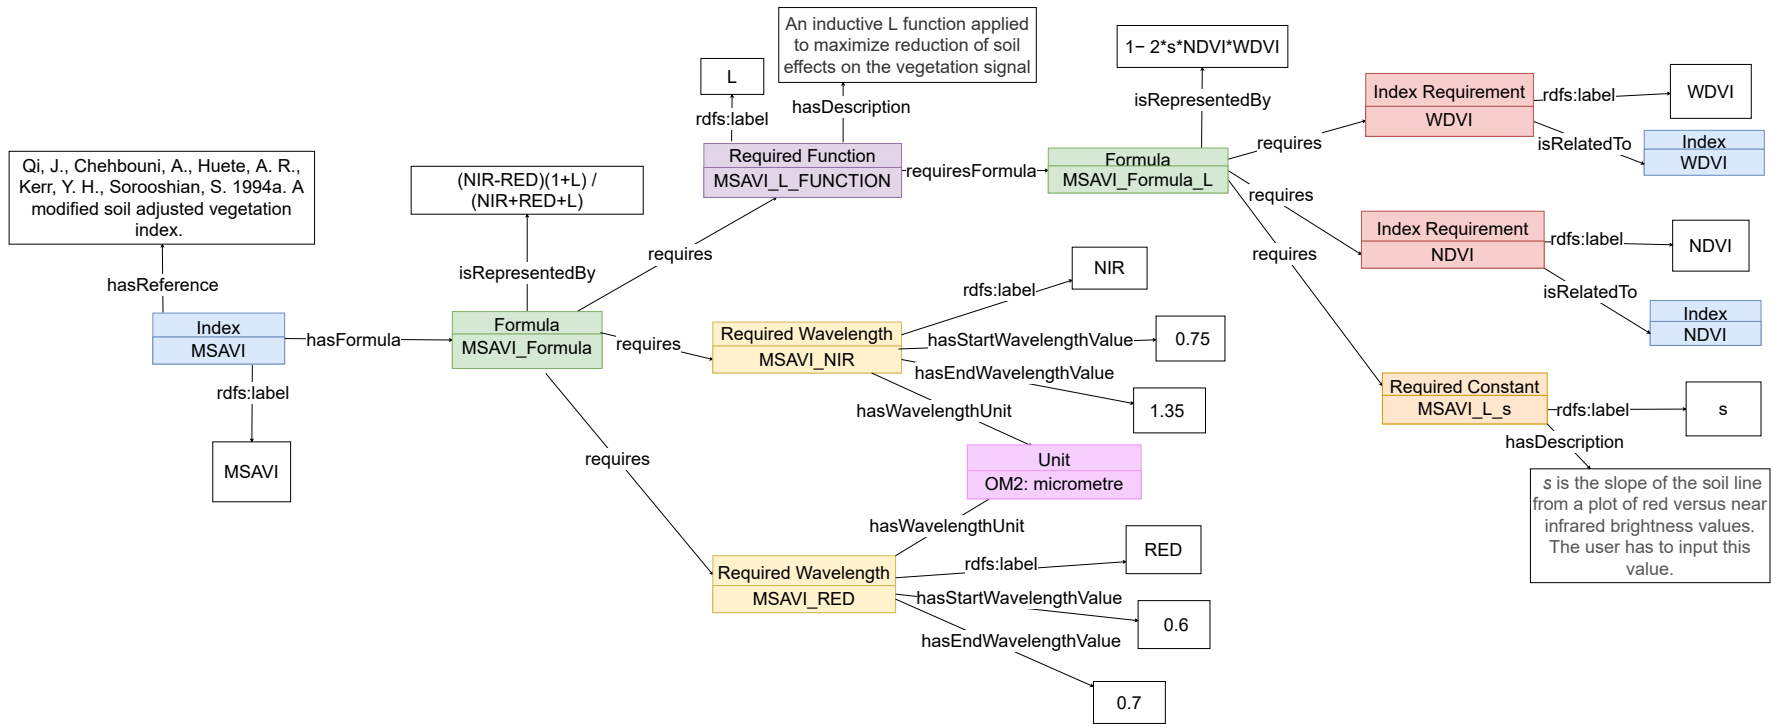 An inductive L function applied
to maximize reduction of soil
effects on the vegetation signal
1− 2*s*NDVI*WDVI
L
hasDescription
rdfs:label
isRepresentedBy
Index Requirement
WDVI
rdfs:label
WDVI
isRelatedTo
Index
WDVI
requires
Required Function
MSAVI_L_FUNCTION
requiresFormula
Formula
MSAVI_Formula_L
requires
requires
Index Requirement
NDVI
rdfs:label
NDVI
isRelatedTo
Index
NDVI
Qi, J., Chehbouni, A., Huete, A. R.,
Kerr, Y. H., Sorooshian, S. 1994a. A
modified soil adjusted vegetation
index.
hasReference
(NIR-RED)(1+L) /
(NIR+RED+L)
isRepresentedBy
requires
Index
MSAVI
hasFormula
Formula
MSAVI_Formula
requires
rdfs:label
MSAVI
requires
Required Wavelength
MSAVI_NIR
rdfs:label
NIR
hasStartWavelengthValue
0.75
hasEndWavelengthValue
1.35
hasWavelengthUnit
Unit
OM2: micrometre
hasWavelengthUnit
Required Wavelength
MSAVI_RED
rdfs:label
RED
hasStartWavelengthValue
0.6
hasEndWavelengthValue
0.7
Required Constant
MSAVI_L_s
rdfs:label
s
hasDescription
s is the slope of the soil line
from a plot of red versus near
infrared brightness values.
The user has to input this
value.